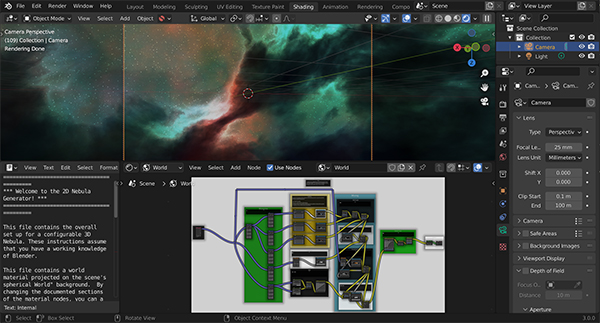 File Edit Render Window Help Layout Modeling Sculpting UV Editing Texture Paint Shading Animation Rendering Compo Scene View Layer
Object Mode View Select Add Object Global
Camera Perspective
(109) Collection | Camera
Rendering Done
Scene Collection
Collection
Camera
Light
Cam... Cam...
Camera
Lens
Type Perspectiv
Focal Le... 25 mm
Lens Unit Millimeters
Shift X 0.000
Y 0.000
Clip Start 0.1 m
End 100 m
Camera
Safe Areas
Background Images
Viewport Display
Depth of Field
Focus O...
Distance 10 m
Aperture
View Text Edit Select Format
==========================
=========
*** Welcome to the 2D Nebula
Generator! ***
==========================
=========
This file contains the overall
set up for a configurable 3D
Nebula. These instructions assume
that you have a working knowledge
of Blender.
This file contains a world
material projected on the scene's
spherical World" background. By
changing the documented sections
of the material nodes, you can a
Text: Internal
World View Select Add Node Use Nodes World
Scene World
Select Box Select Rotate View Object Context Menu 3.0.0